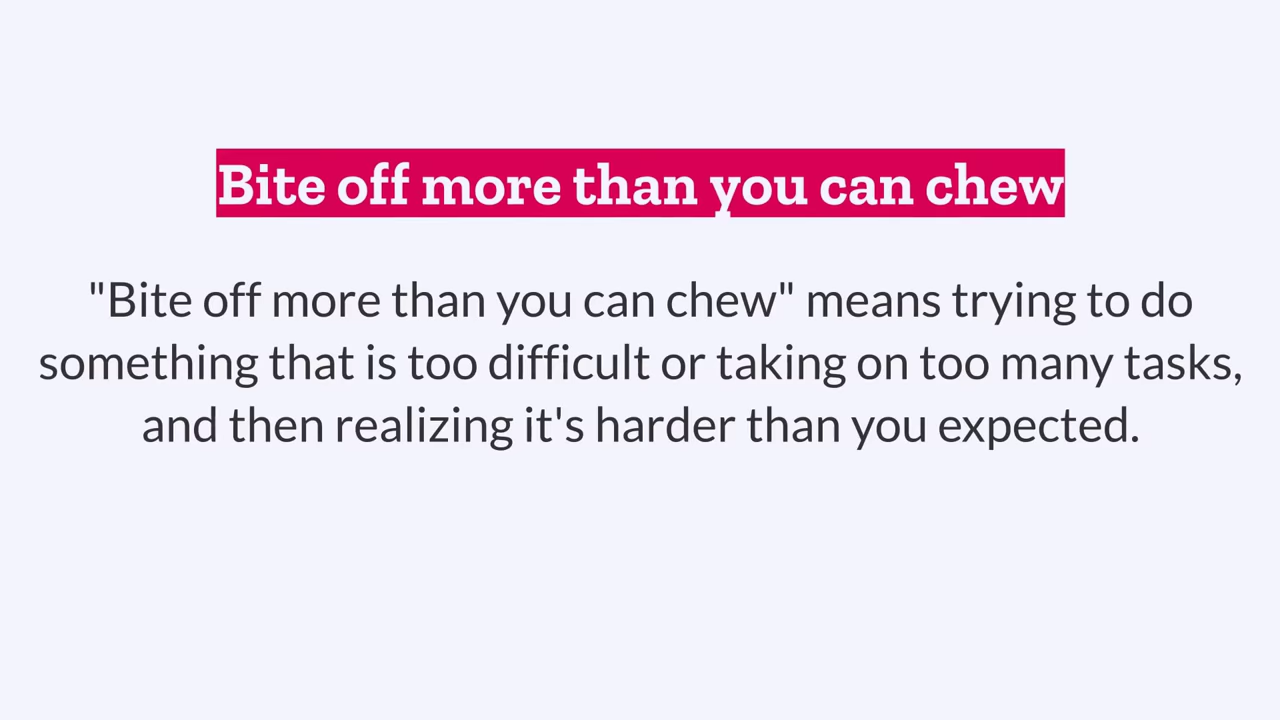 Bite off more than you can chew
"Bite off more than you can chew" means trying to do
something that is too difficult or taking on too many tasks,
and then realizing it's harder than you expected.